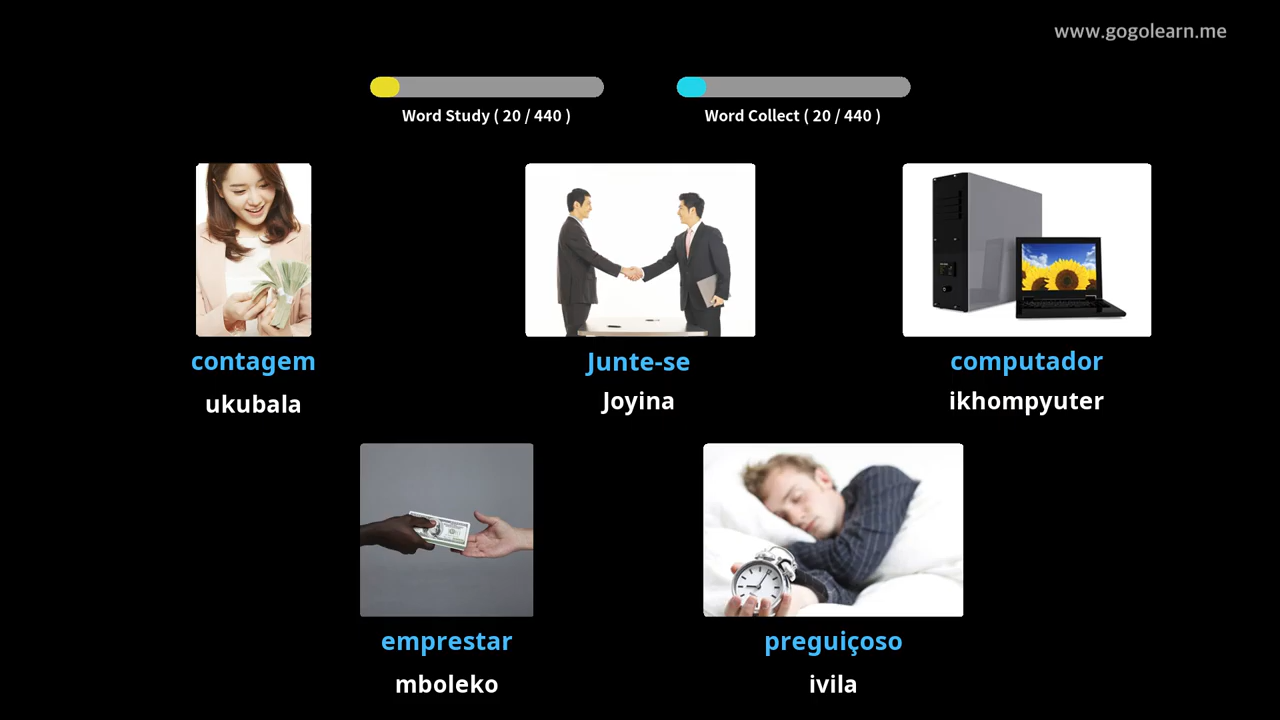 www.gogolearn.me
Word Study ( 20 / 440 )
Word Collect ( 20 / 440 )
contagem
ukubala
Junte-se
Joyina
computador
ikhompyuter
emprestar
mboleko
preguiçoso
ivila